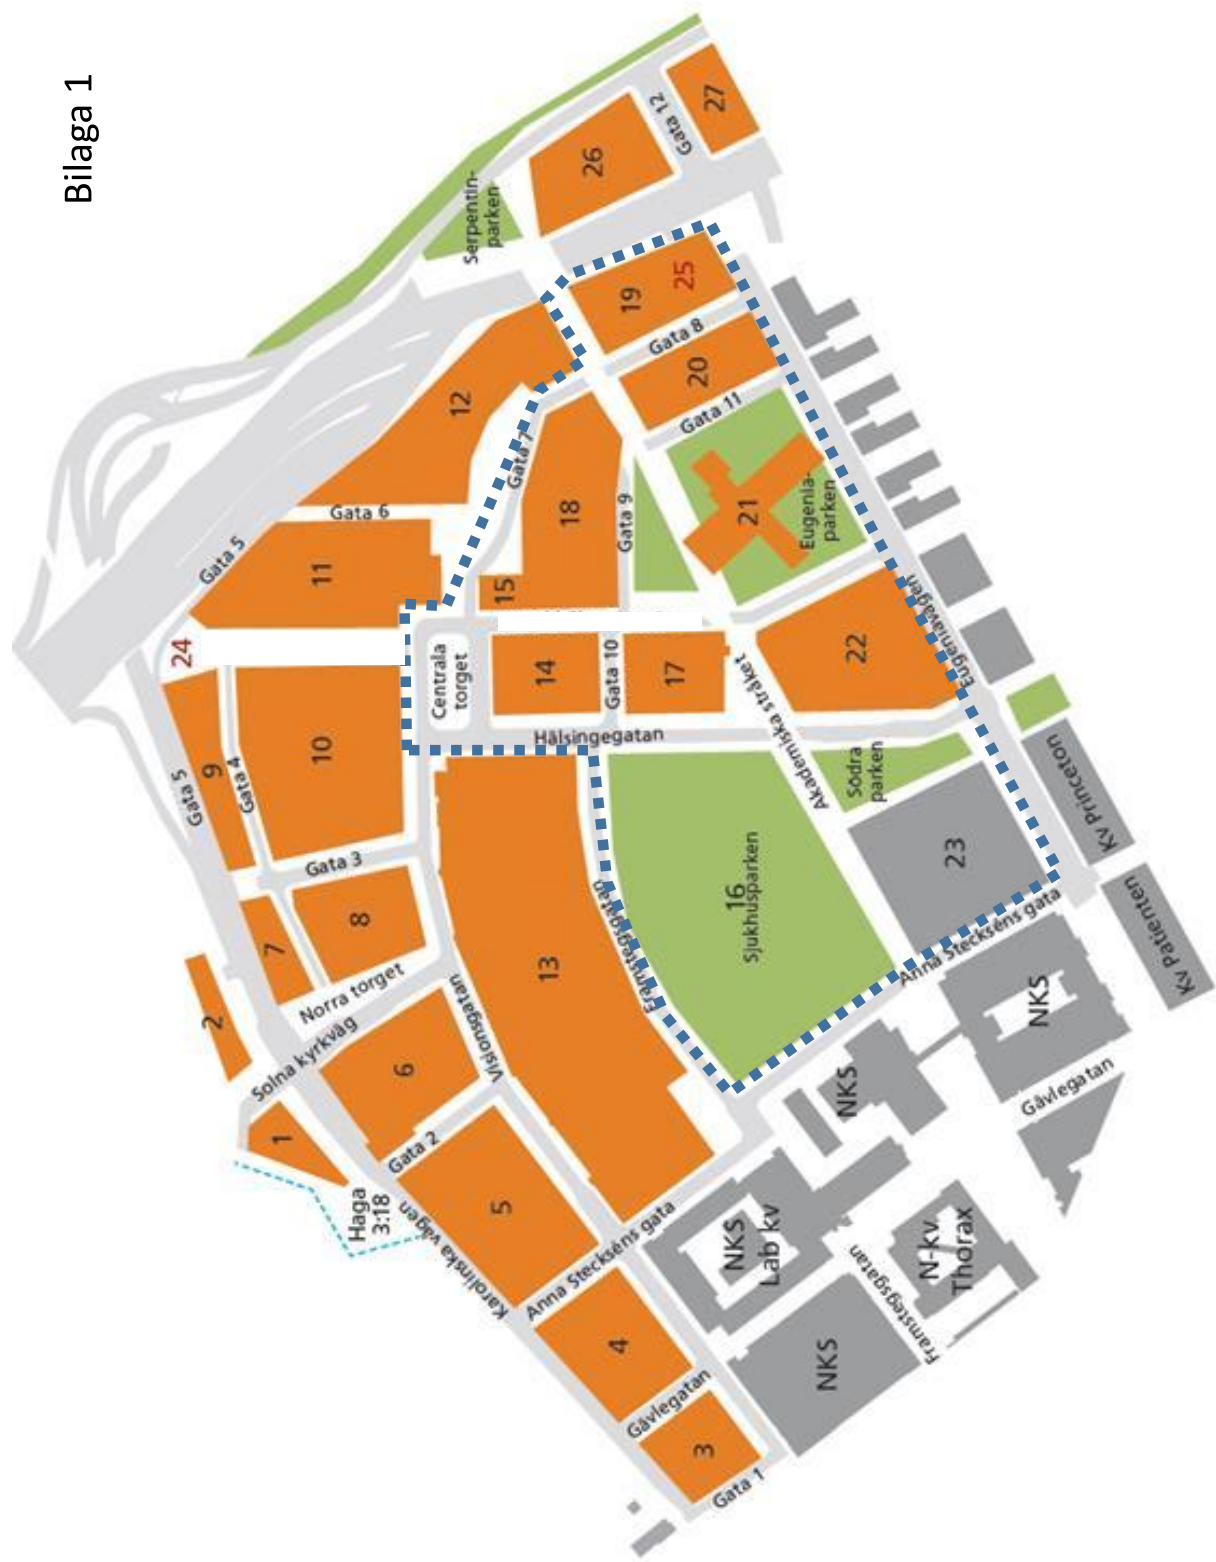 Bilaga 1
27
Gata 12
26
Serpentin-
parken
25
19
Gata 8
20
Gata 11
12
Gata 7
18
Gata 9
21
Eugenia-
parken
Gata 6
Gata 5
11
15
24
Centrala
torget
14
Gata 10
17
22
Eugeniavägen
Akademiska stråket
Hälsingegatan
9
Gata 4
10
Gata 5
Södra
parken
Kv Princeton
23
Gata 3
8
7
Norra torget
13
Framstegsgatan
16
Sjukhusparken
Anna Steckséns gata
Kv Patienten
2
Solna kyrkväg
6
Visionsgatan
NKS
NKS
Gävlegatan
1
Gata 2
Haga
3:18
5
Karolinska vägen
Anna Steckséns gata
NKS
Lab kv
N-kv
Thorax
Framstegsgatan
4
NKS
Gävlegatan
3
Gata 1